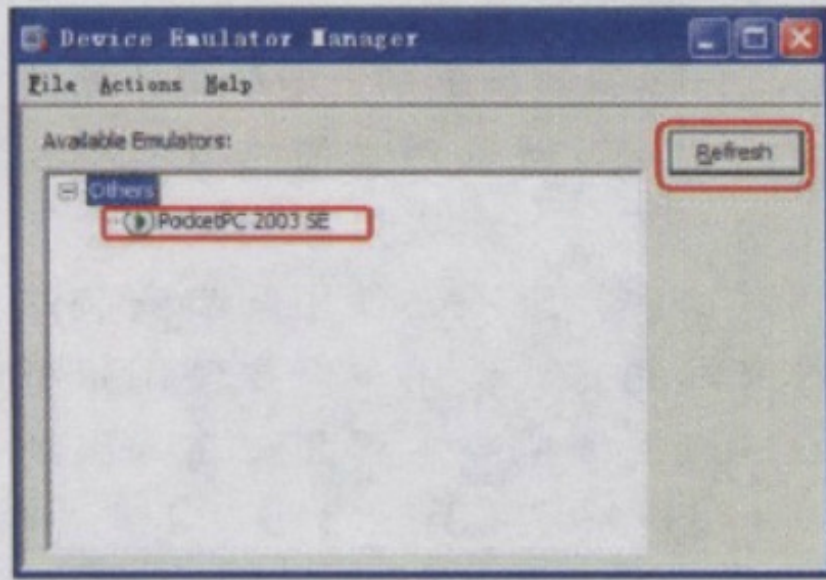 Device Emulator Manager
File Actions Help
Available Emulators:
Refresh
Others
PocketPC 2003 SE